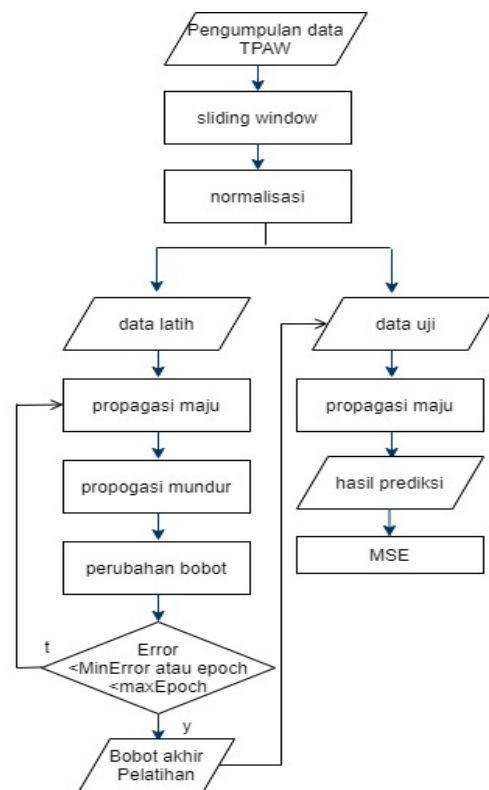 Pengumpulan data
TPAW
sliding window
normalisasi
data latih
propagasi maju
propogasi mundur
perubahan bobot
Error
<MinError atau epoch
<maxEpoch
t
y
Bobot akhir
Pelatihan
data uji
propagasi maju
hasil prediksi
MSE